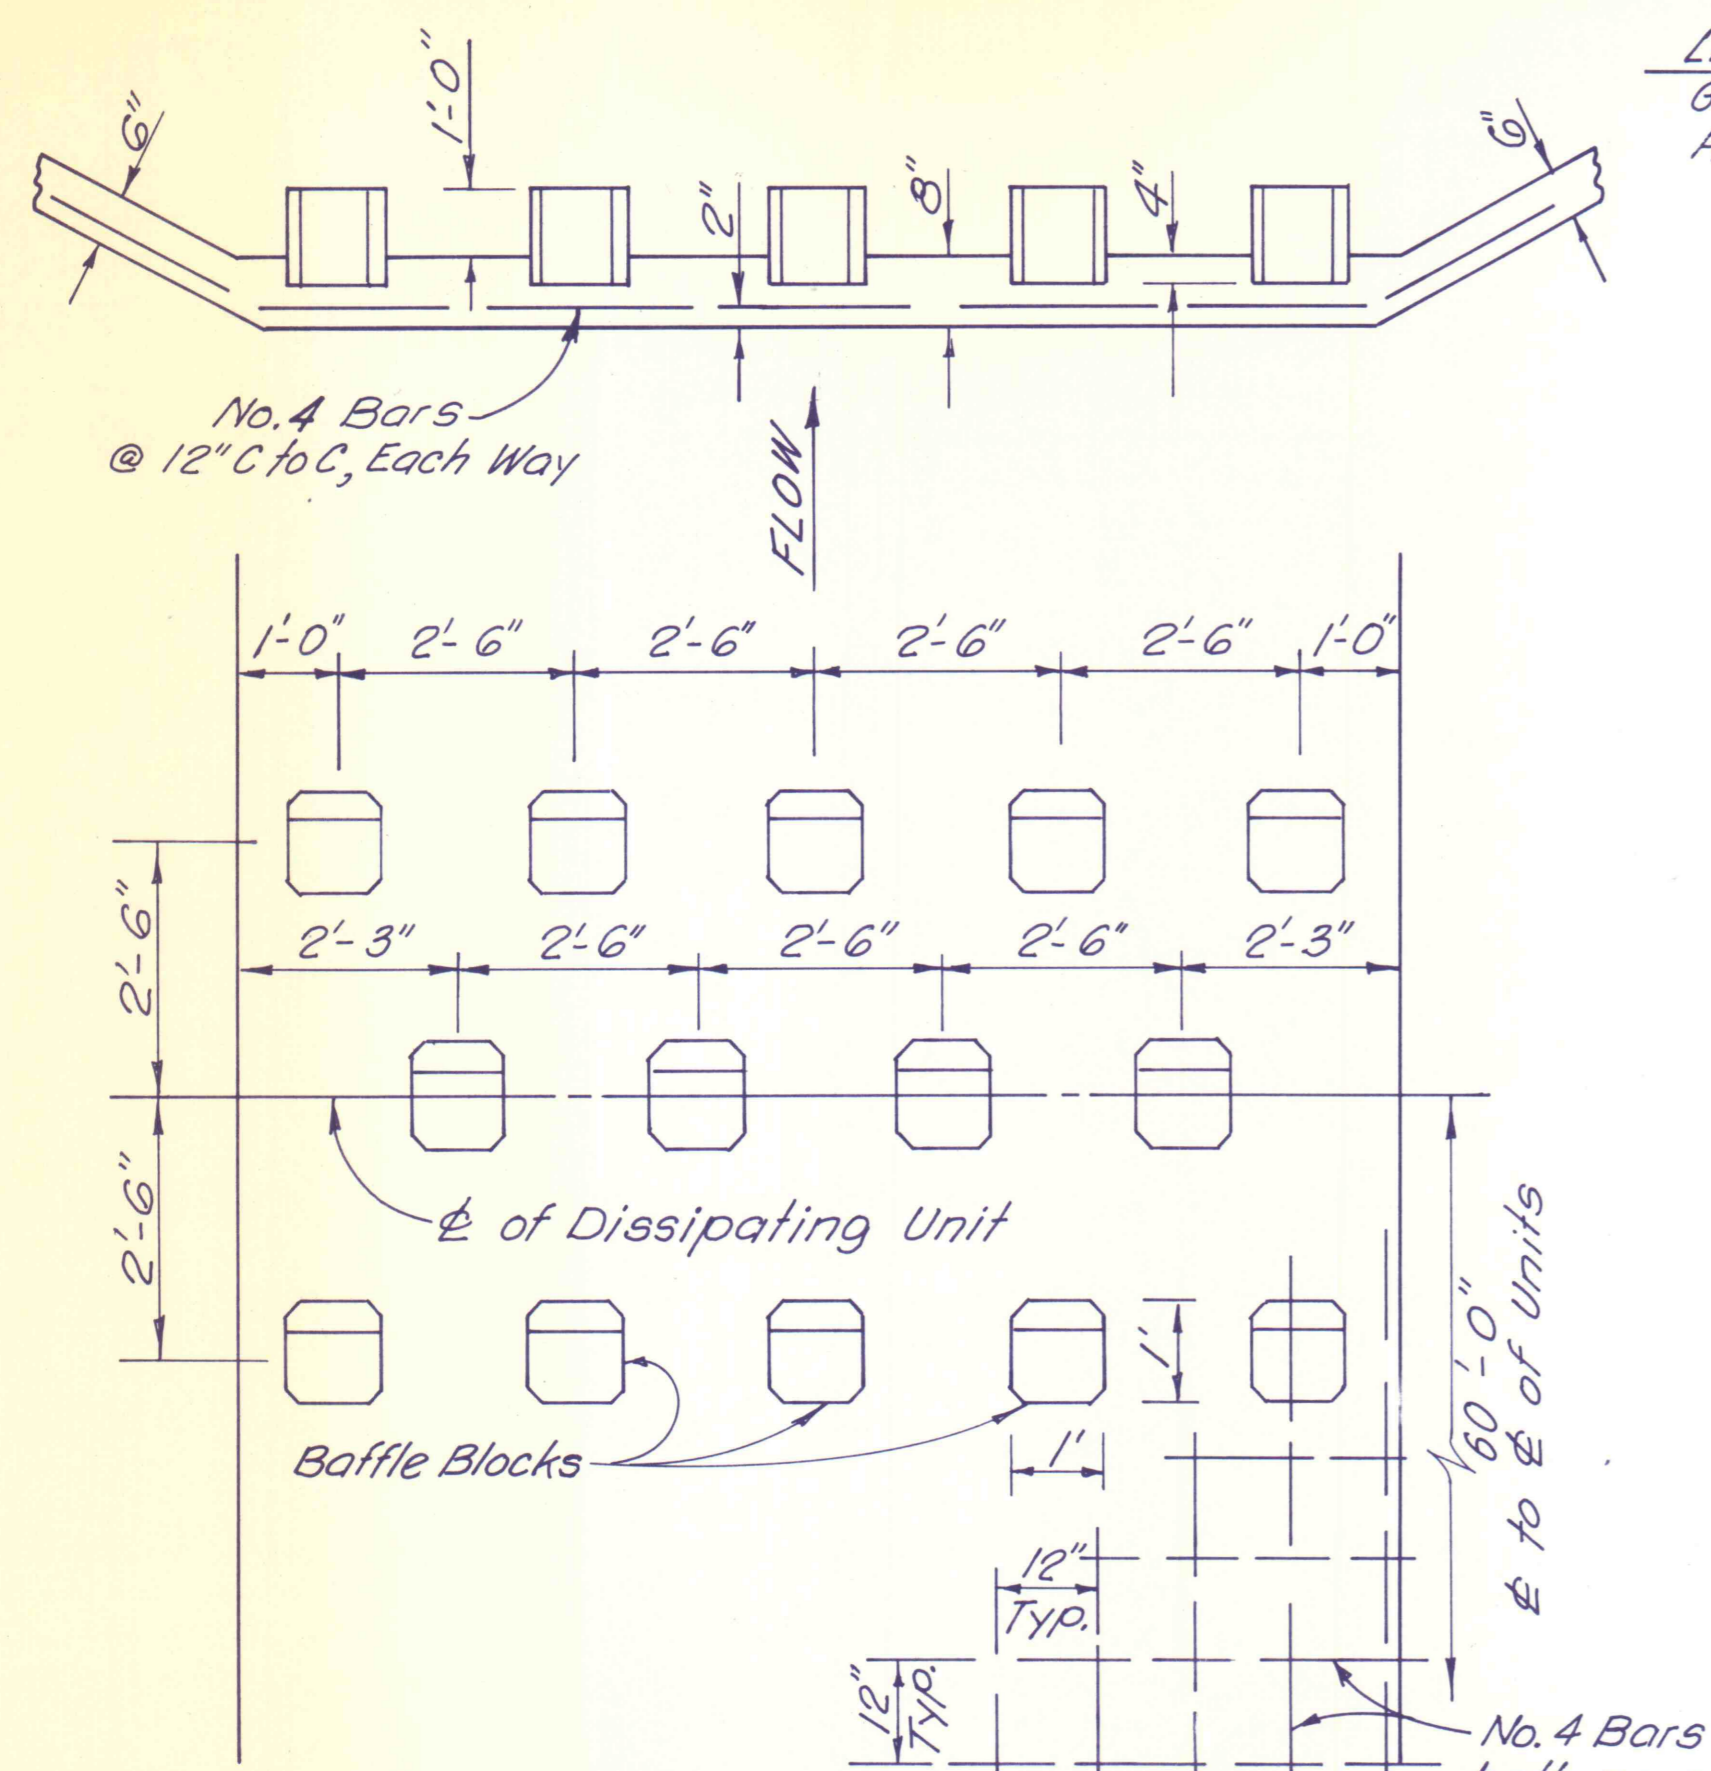 6"
1'-0"
2"
8"
4"
6"
No. 4 Bars
@ 12" C to C, Each Way
FLOW
1'-0" 2'-6" 2'-6" 2'-6" 2'-6" 1'-0"
2'-6"
2'-3" 2'-6" 2'-6" 2'-6" 2'-3"
2'-6"
℄ of Dissipating Unit
1'
60'-0"
℄ to ℄ of Units
Baffle Blocks
1'
12"
Typ.
12"
Typ.
No. 4 Bars